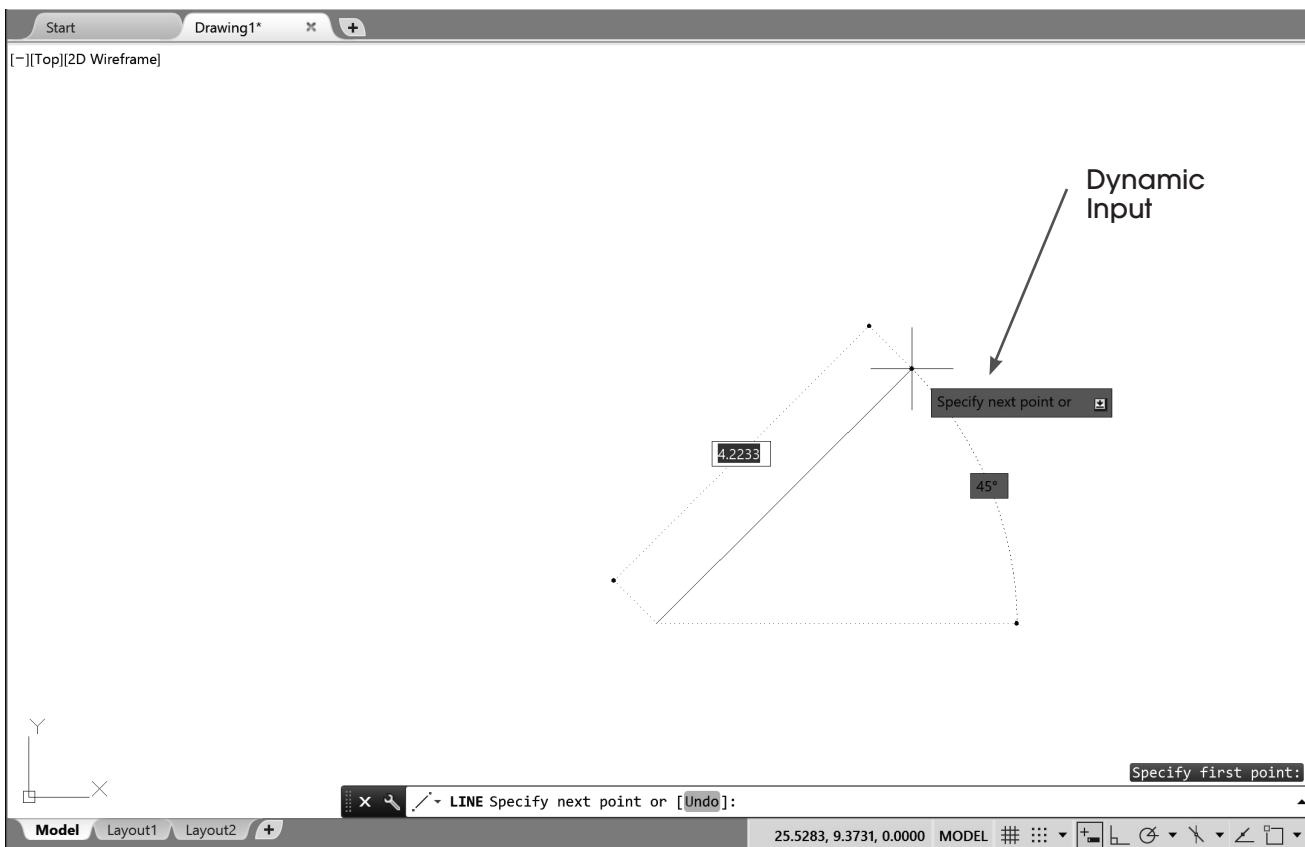 Start Drawing1*
[−][Top][2D Wireframe]
Dynamic
Input
Specify next point or
4.2233
45°
Y
X
Specify first point:
LINE Specify next point or [Undo]:
Model Layout1 Layout2
25.5283, 9.3731, 0.0000 MODEL